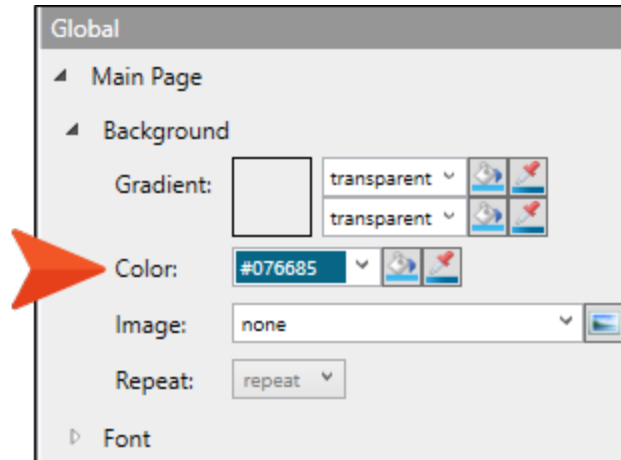 Global
Main Page
Background
Gradient: transparent
transparent
Color: #076685
Image: none
Repeat: repeat
Font